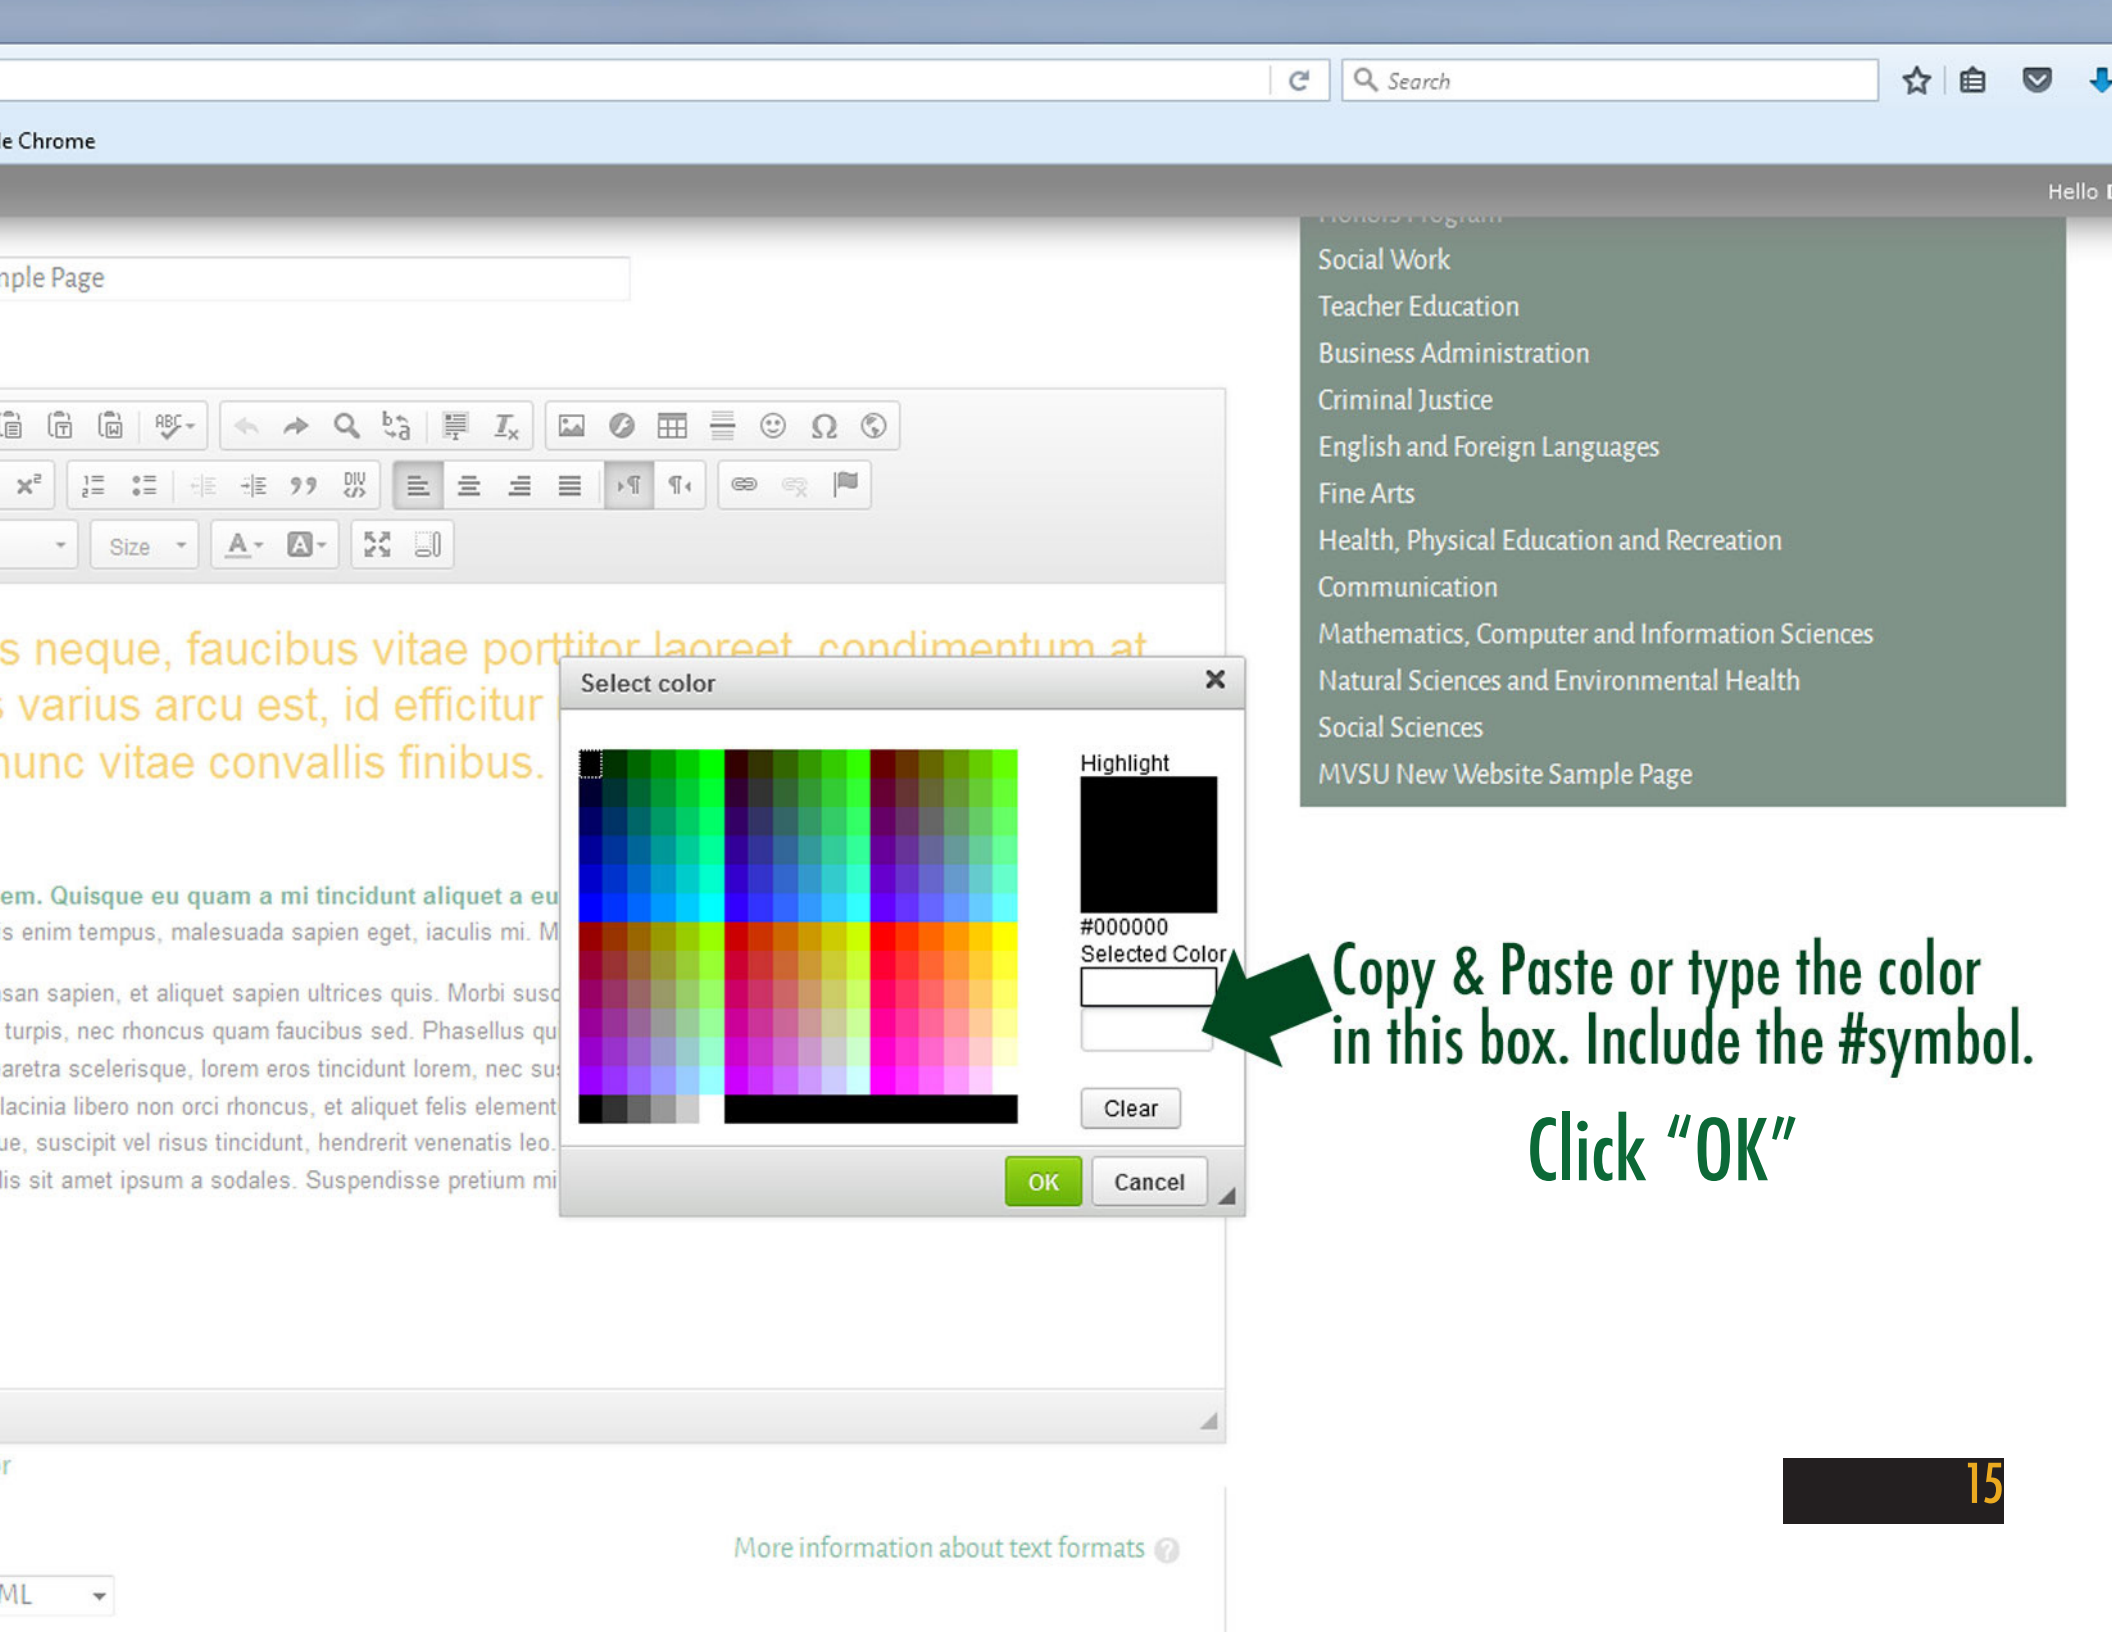 Search
le Chrome
Hello
Honors Program
Social Work
Teacher Education
Business Administration
Criminal Justice
English and Foreign Languages
Fine Arts
Health, Physical Education and Recreation
Communication
Mathematics, Computer and Information Sciences
Natural Sciences and Environmental Health
Social Sciences
MVSU New Website Sample Page
mple Page
ABC
Size
s neque, faucibus vitae porttitor laoreet, condimentum at
varius arcu est, id efficitur
nunc vitae convallis finibus.
em. Quisque eu quam a mi tincidunt aliquet a eu
is enim tempus, malesuada sapien eget, iaculis mi. M
san sapien, et aliquet sapien ultrices quis. Morbi susc
turpis, nec rhoncus quam faucibus sed. Phasellus qu
aretra scelerisque, lorem eros tincidunt lorem, nec su
lacinia libero non orci rhoncus, et aliquet felis element
ue, suscipit vel risus tincidunt, hendrerit venenatis leo.
lis sit amet ipsum a sodales. Suspendisse pretium mi
Select color
Highlight
#000000
Selected Color
Clear
OK
Cancel
Copy & Paste or type the color
in this box. Include the #symbol.
Click “OK”
r
More information about text formats
ML
15